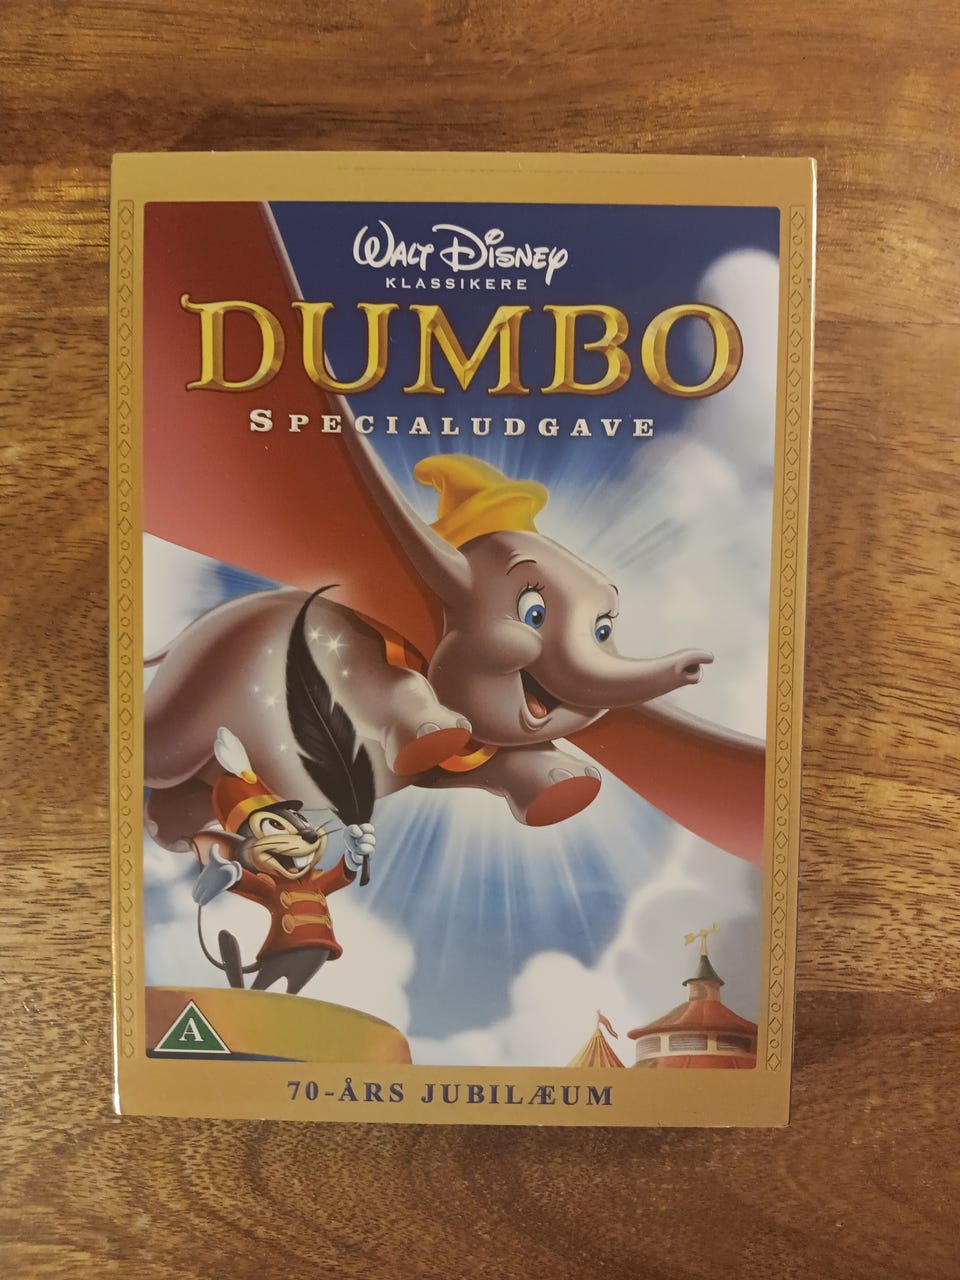 WALT DISNEY
KLASSIKERE
DUMBO
SPECIALUDGAVE
A
70-ÅRS JUBILÆUM